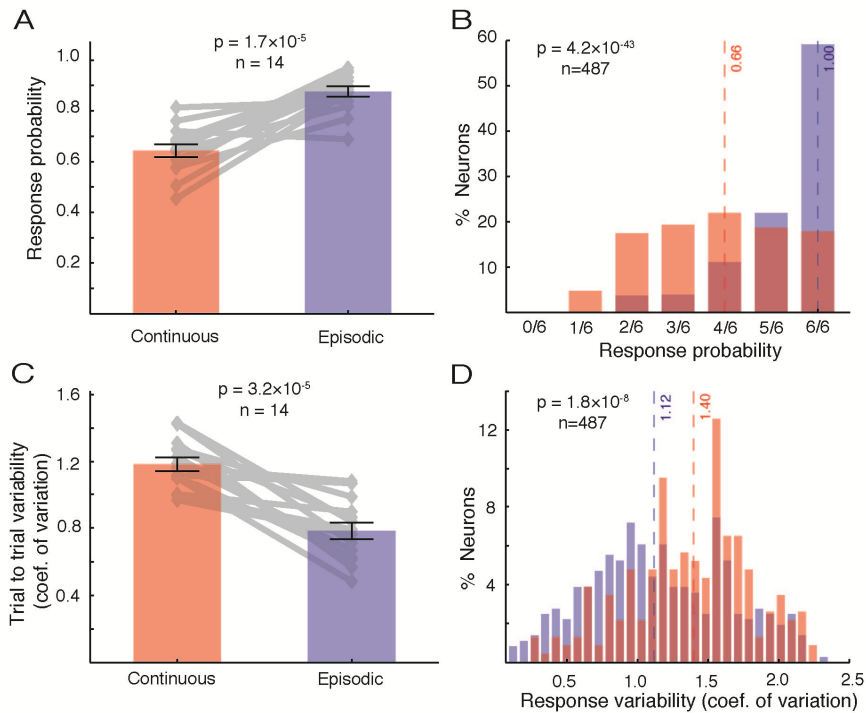 A
p = 1.7×10-5
n = 14
Response probability
1.0
0.8
0.6
0.4
0.2
Continuous
Episodic
B
p = 4.2×10-43
n=487
0.66
1.00
% Neurons
60
50
40
30
20
10
0/6
1/6
2/6
3/6
4/6
5/6
6/6
Response probability
C
p = 3.2×10-5
n = 14
Trial to trial variability
(coef. of variation)
1.6
1.2
0.8
0.4
Continuous
Episodic
D
p = 1.8×10-8
n=487
1.12
1.40
% Neurons
12
8
4
0.5
1.0
1.5
2.0
2.5
Response variability (coef. of variation)